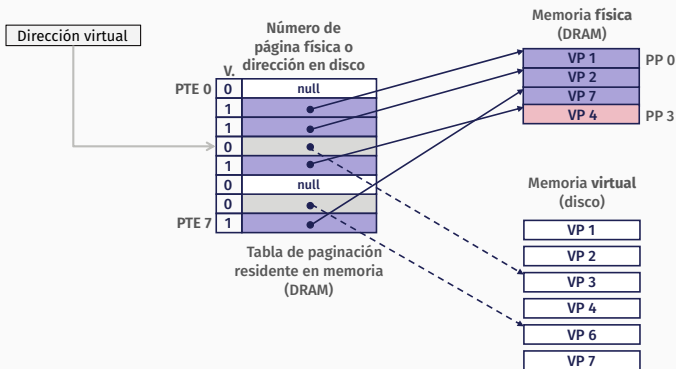 Dirección virtual
Número de
página física o
dirección en disco
V.
PTE 0
0
null
1
1
0
1
0
null
0
PTE 7
1
Tabla de paginación
residente en memoria
(DRAM)
Memoria física
(DRAM)
VP 1
PP 0
VP 2
VP 7
VP 4
PP 3
Memoria virtual
(disco)
VP 1
VP 2
VP 3
VP 4
VP 6
VP 7